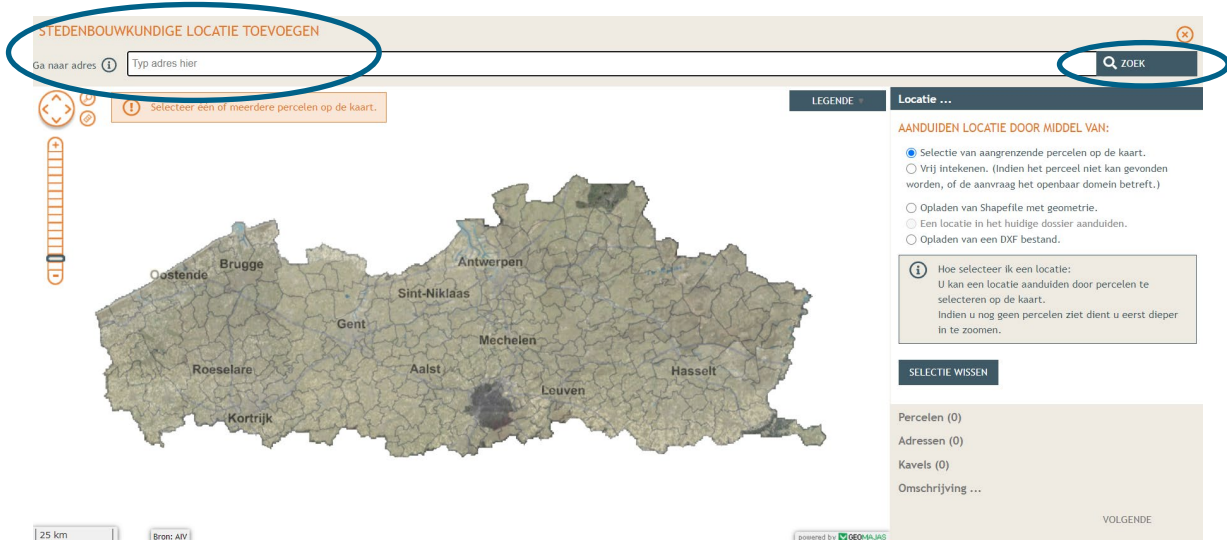 STEDENBOUWKUNDIGE LOCATIE TOEVOEGEN
Ga naar adres
Typ adres hier
ZOEK
Selecteer één of meerdere percelen op de kaart.
LEGENDE
Oostende
Brugge
Antwerpen
Sint-Niklaas
Gent
Mechelen
Roeselare
Aalst
Hasselt
Leuven
Kortrijk
25 km
Bron: AIV
powered by GEOMAJAS
Locatie ...
AANDUIDEN LOCATIE DOOR MIDDEL VAN:
Selectie van aangrenzende percelen op de kaart.
Vrij intekenen. (Indien het perceel niet kan gevonden
worden, of de aanvraag het openbaar domein betreft.)
Opladen van Shapefile met geometrie.
Een locatie in het huidige dossier aanduiden.
Opladen van een DXF bestand.
Hoe selecteer ik een locatie:
U kan een locatie aanduiden door percelen te
selecteren op de kaart.
Indien u nog geen percelen ziet dient u eerst dieper
in te zoomen.
SELECTIE WISSEN
Percelen (0)
Adressen (0)
Kavels (0)
Omschrijving ...
VOLGENDE